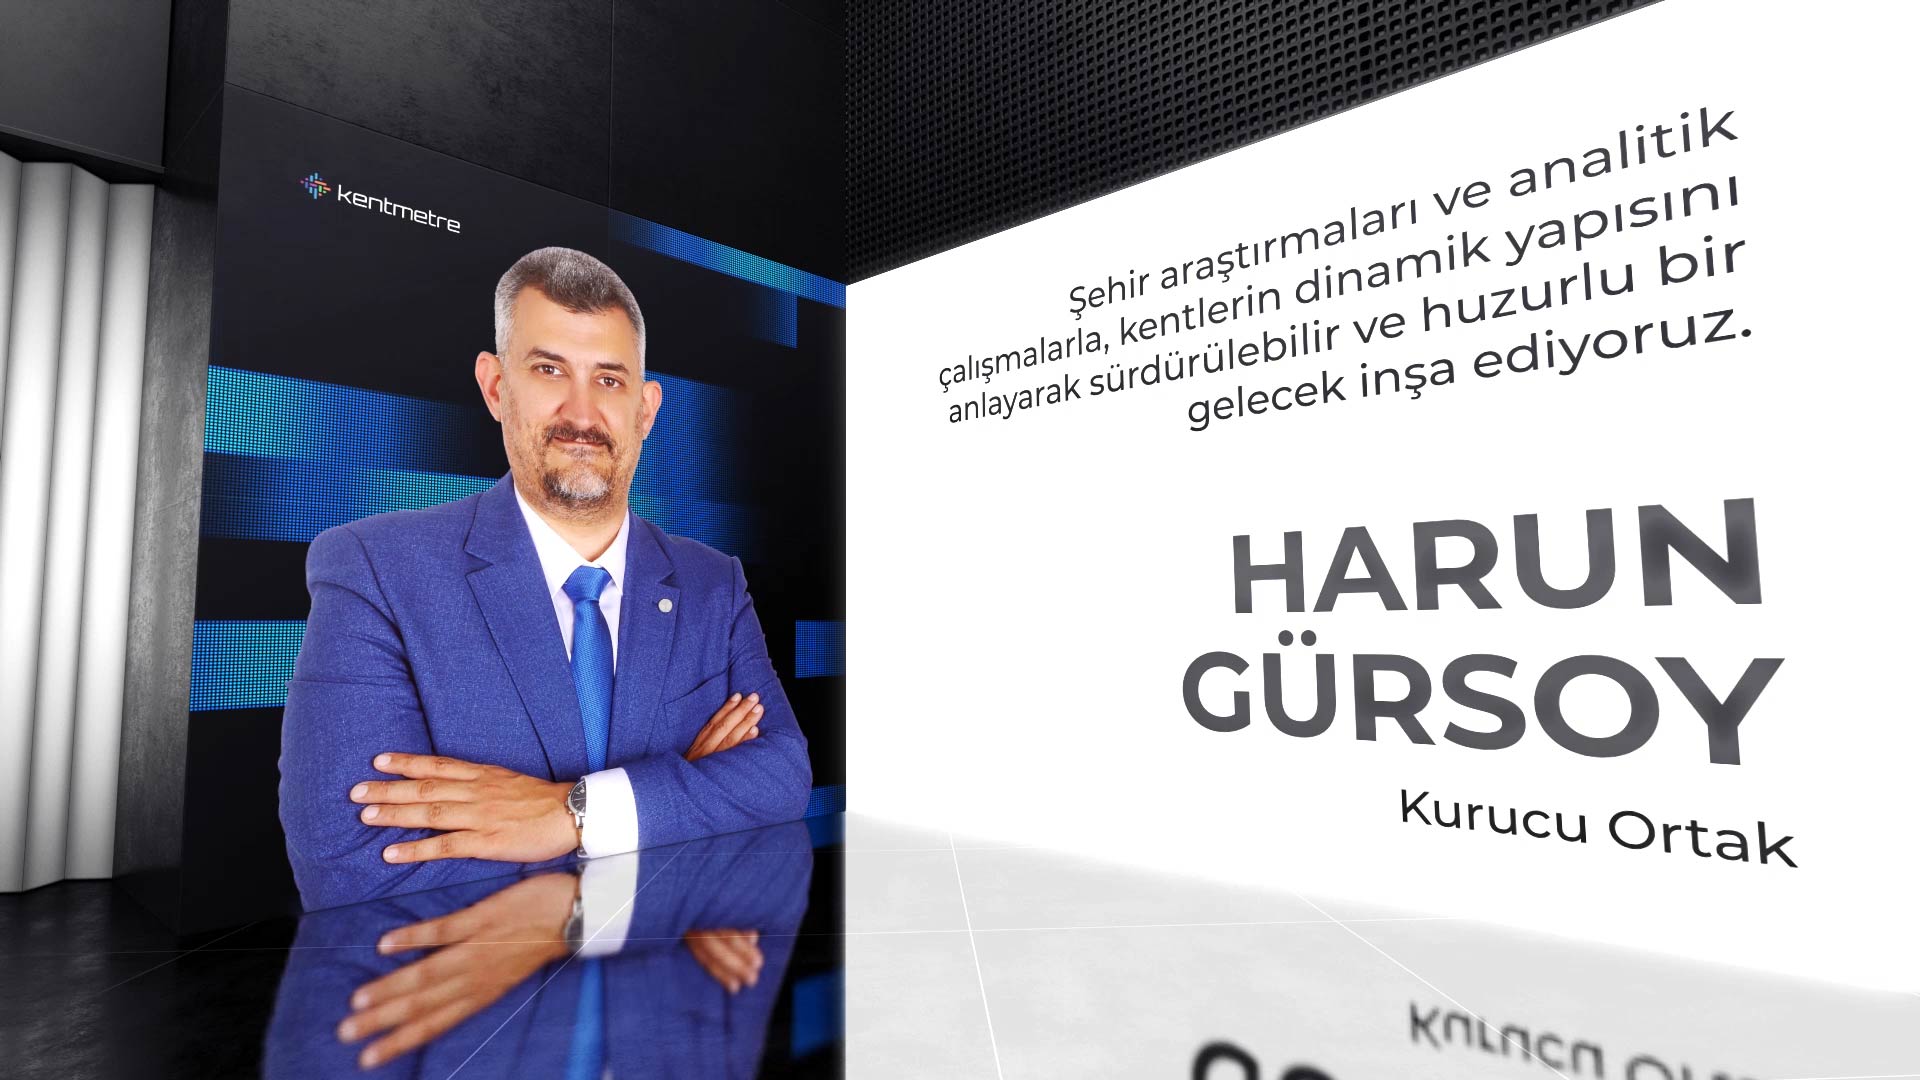 kentmetre
Şehir araştırmaları ve analitik
çalışmalarla, kentlerin dinamik yapısını
anlayarak sürdürülebilir ve huzurlu bir
gelecek inşa ediyoruz.
HARUN
GÜRSOY
Kurucu Ortak